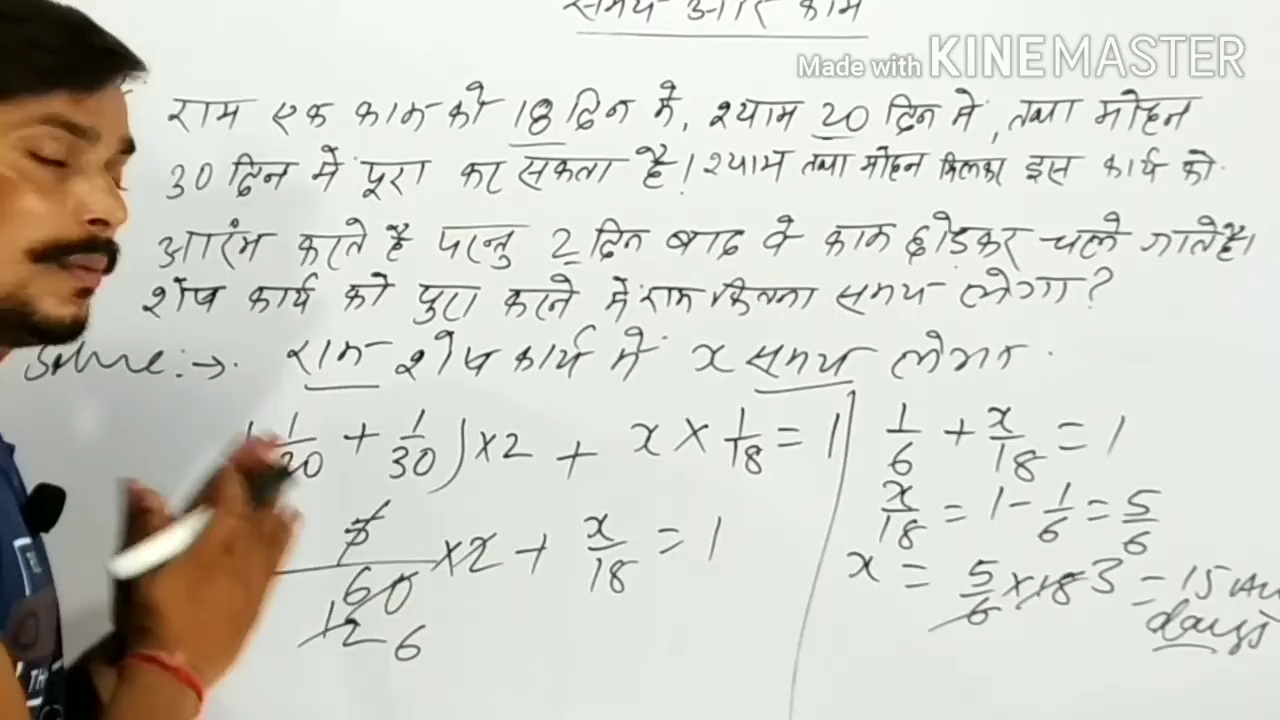 समय और काम
Made with KINEMASTER
राम एक काम को 18 दिन में, श्याम 20 दिन में, तथा मोहन
30 दिन में पूरा कर सकता है। श्याम तथा मोहन मिलकर इस कार्य को
आरंभ करते है परन्तु 2 दिन बाद वे काम छोड़कर चले जाते है।
शेष कार्य को पुरा करने में राम कितना समय लेगा?
Solve:→ राम शेष कार्य में x समय लेगा
(1/20 + 1/30) × 2 + x × 1/18 = 1
5/60 × 2 + x/18 = 1
12 6
1/6 + x/18 = 1
x/18 = 1 - 1/6 = 5/6
x = 5/6 × 18 3 = 15
days